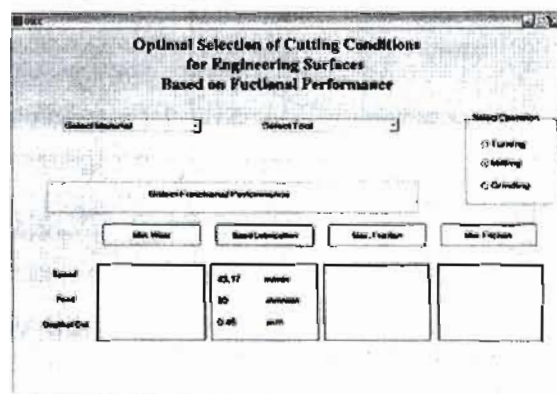 Optimal Selection of Cutting Conditions
for Engineering Surfaces
Based on Fuctional Performance
Select Material
Select Tool
Select Operation
Turning
Milling
Grinding
Select Functional Performance
Min. Wear
Good Lubrication
Max. Friction
Min. Friction
Speed
43.17 m/min
Feed
Depth of Cut
0.45 mm